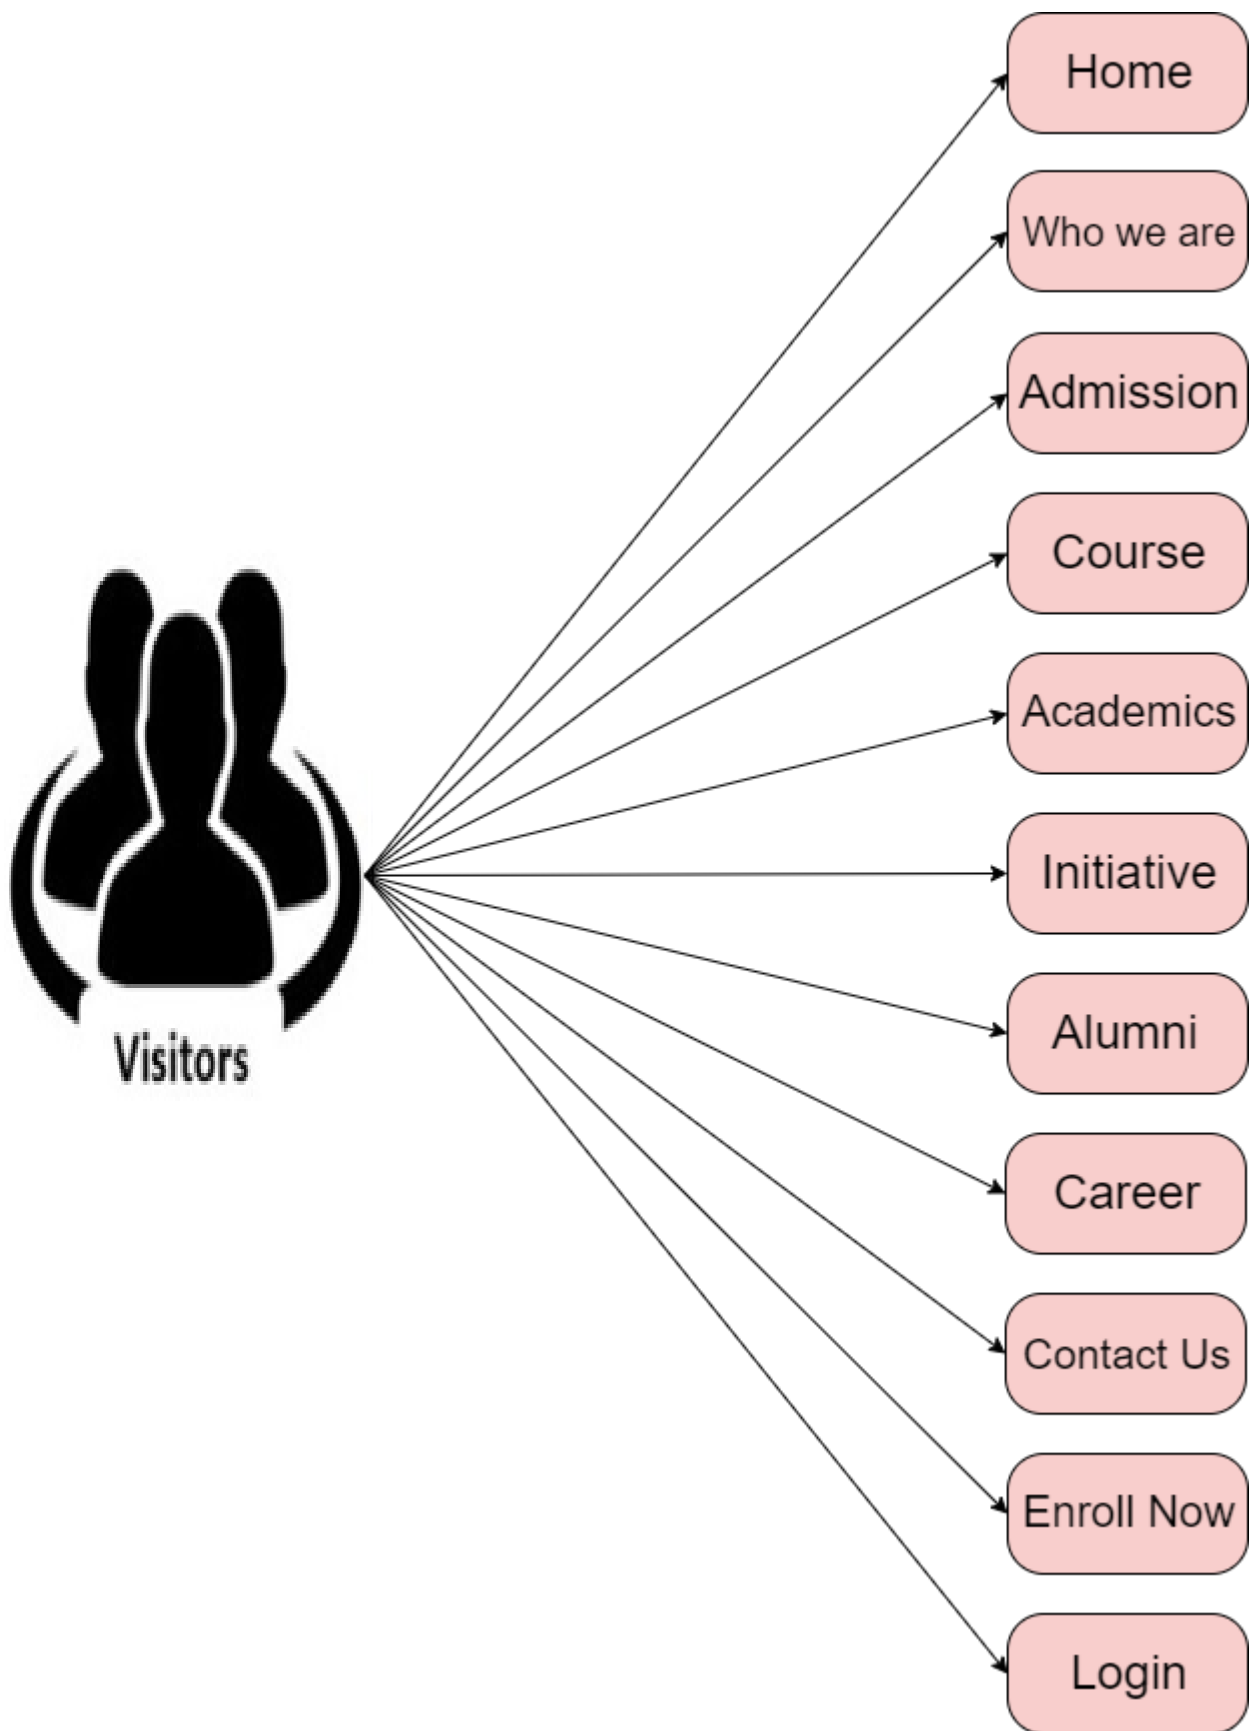 Home
Who we are
Admission
Course
Academics
Initiative
Alumni
Visitors
Career
Contact Us
Enroll Now
Login